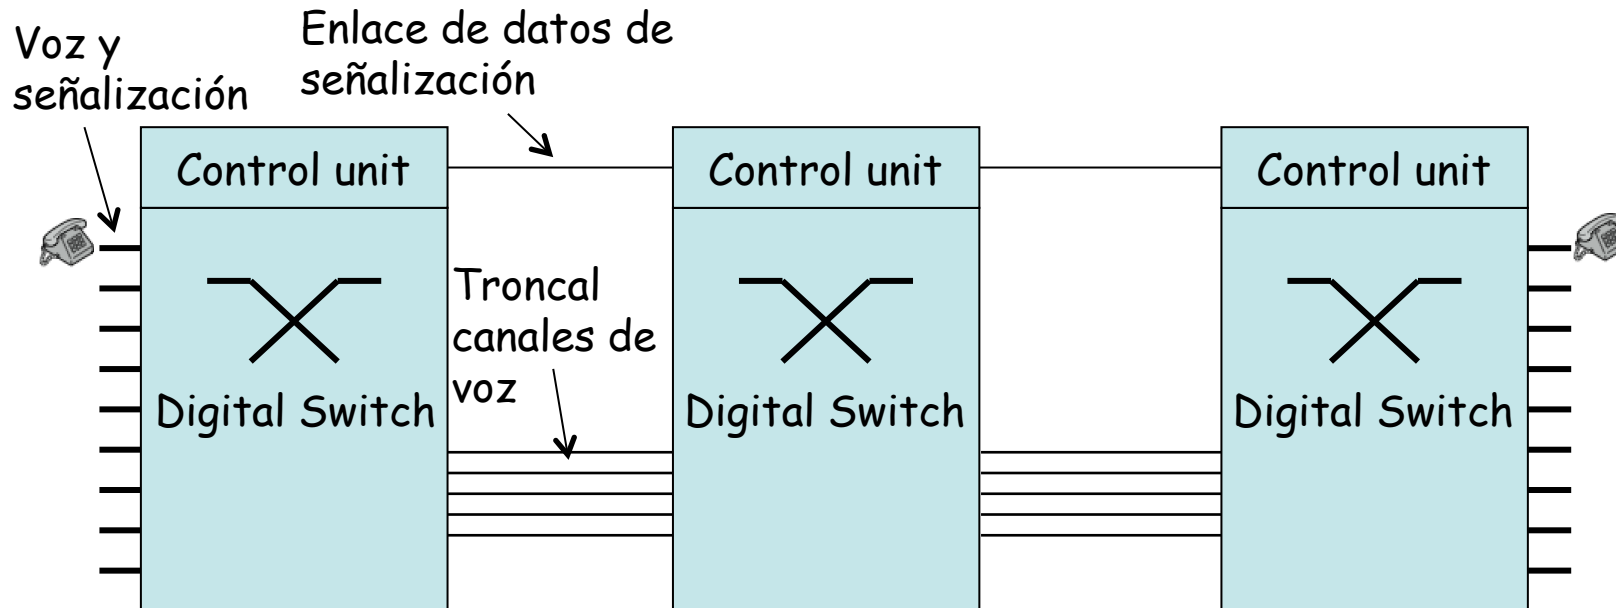 Voz y
señalización
Enlace de datos de
señalización
Control unit
Control unit
Control unit
Troncal
canales de
voz
Digital Switch
Digital Switch
Digital Switch